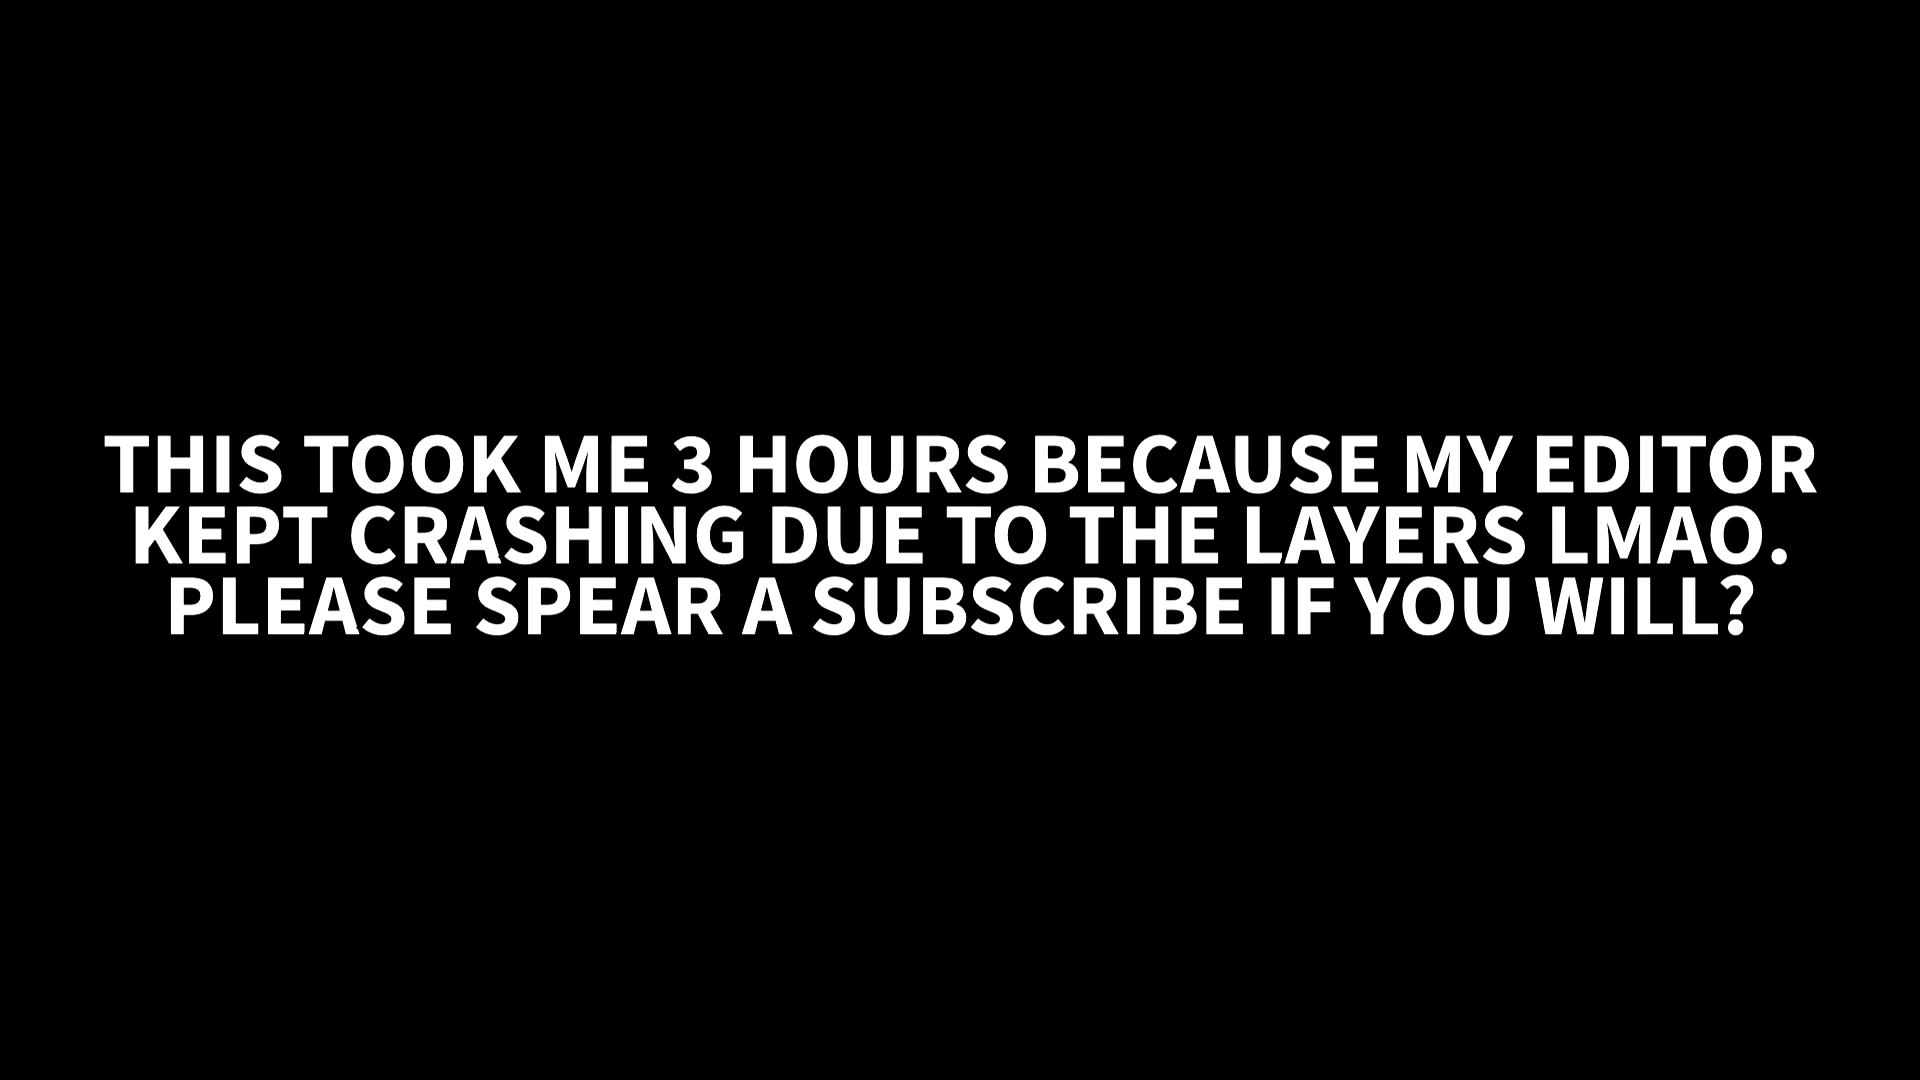 THIS TOOK ME 3 HOURS BECAUSE MY EDITOR
KEPT CRASHING DUE TO THE LAYERS LMAO.
PLEASE SPEAR A SUBSCRIBE IF YOU WILL?